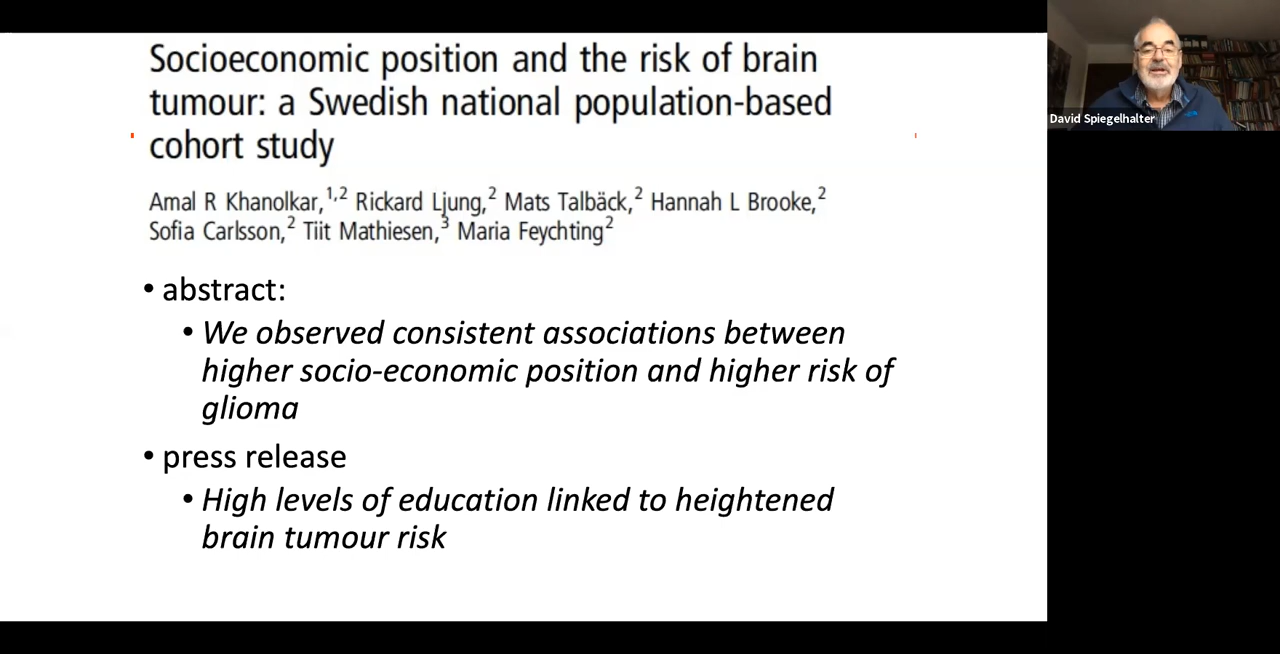 Socioeconomic position and the risk of brain
tumour: a Swedish national population-based
cohort study
Amal R Khanolkar,1,2 Rickard Ljung,2 Mats Talbäck,2 Hannah L Brooke,2
Sofia Carlsson,2 Tiit Mathiesen,3 Maria Feychting2
• abstract:
• We observed consistent associations between
higher socio-economic position and higher risk of
glioma
• press release
• High levels of education linked to heightened
brain tumour risk
David Spiegelhalter